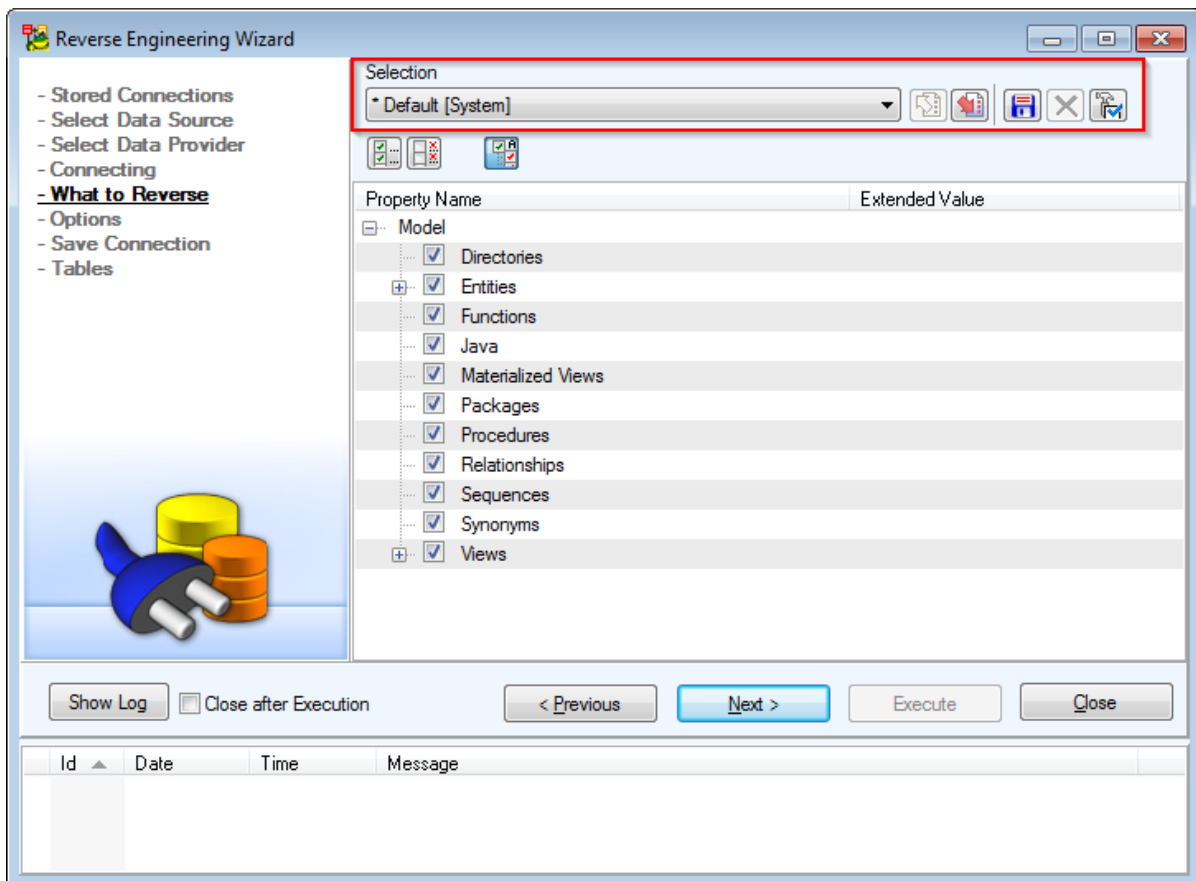 Reverse Engineering Wizard
- Stored Connections
- Select Data Source
- Select Data Provider
- Connecting
- What to Reverse
- Options
- Save Connection
- Tables
Selection
* Default [System]
Property Name Extended Value
Model
Directories
Entities
Functions
Java
Materialized Views
Packages
Procedures
Relationships
Sequences
Synonyms
Views
Show Log Close after Execution < Previous Next > Execute Close
Id Date Time Message